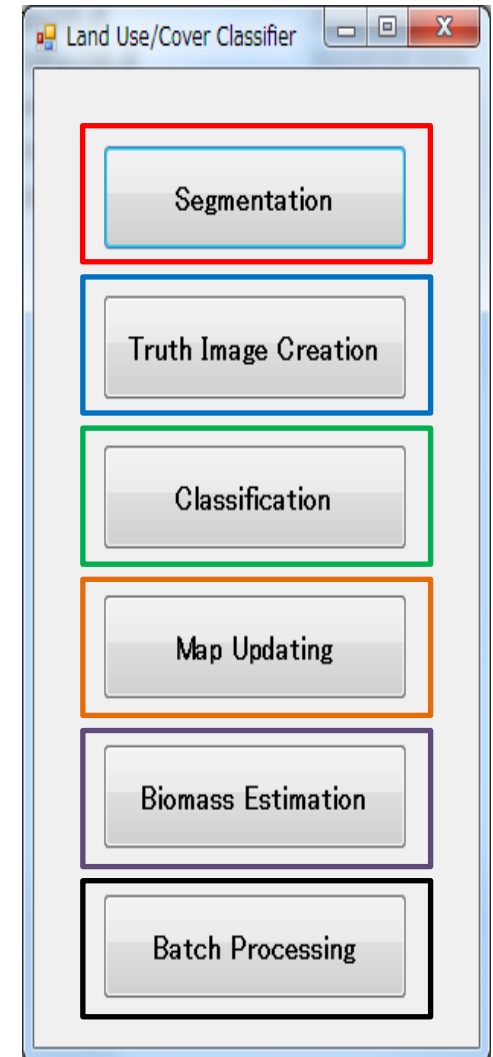 Land Use/Cover Classifier
Segmentation
Truth Image Creation
Classification
Map Updating
Biomass Estimation
Batch Processing